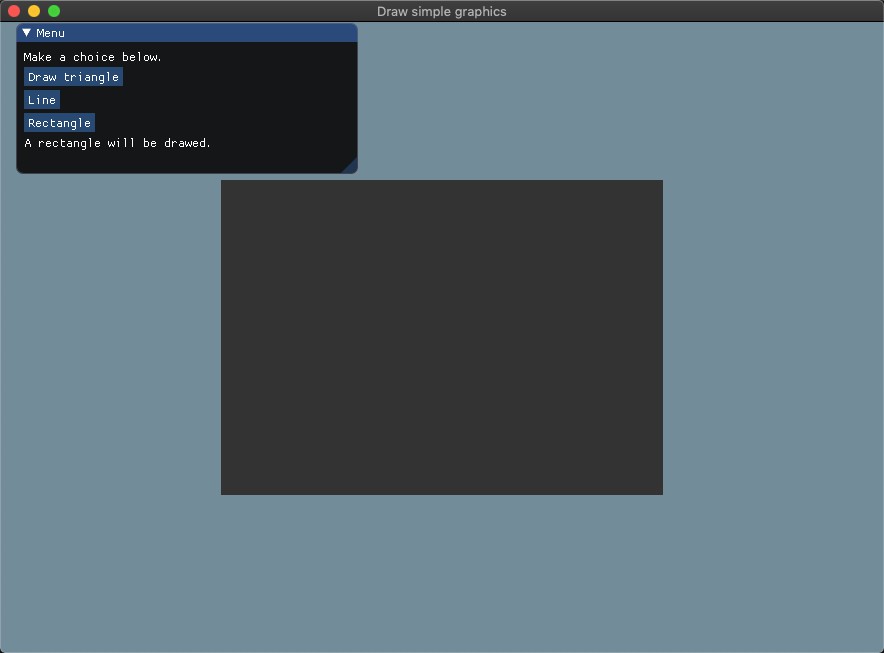 Draw simple graphics
Menu
Make a choice below.
Draw triangle
Line
Rectangle
A rectangle will be drawed.